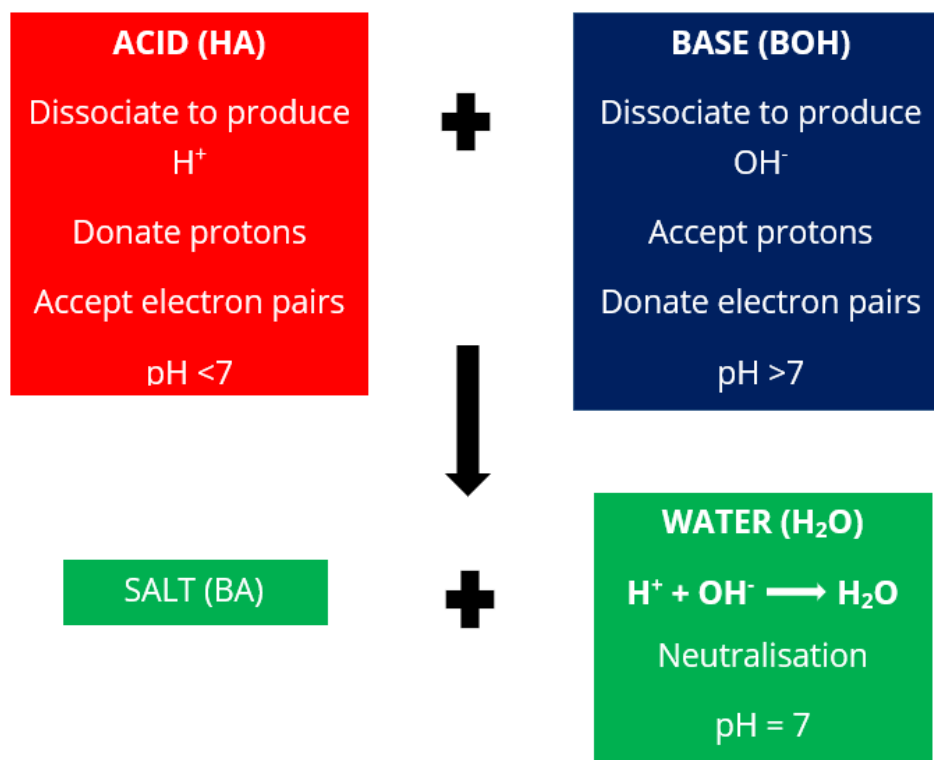 ACID (HA)
Dissociate to produce
H⁺
Donate protons
Accept electron pairs
pH <7
BASE (BOH)
Dissociate to produce
OH⁻
Accept protons
Donate electron pairs
pH >7
SALT (BA)
WATER (H₂O)
H⁺ + OH⁻ ⟶ H₂O
Neutralisation
pH = 7